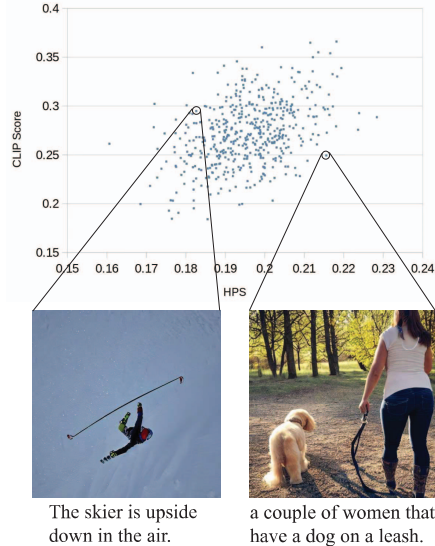 0.4
0.35
0.3
0.25
0.2
0.15
CLIP Score
0.15 0.16 0.17 0.18 0.19 0.2 0.21 0.22 0.23 0.24
HPS
The skier is upside
down in the air.
a couple of women that
have a dog on a leash.